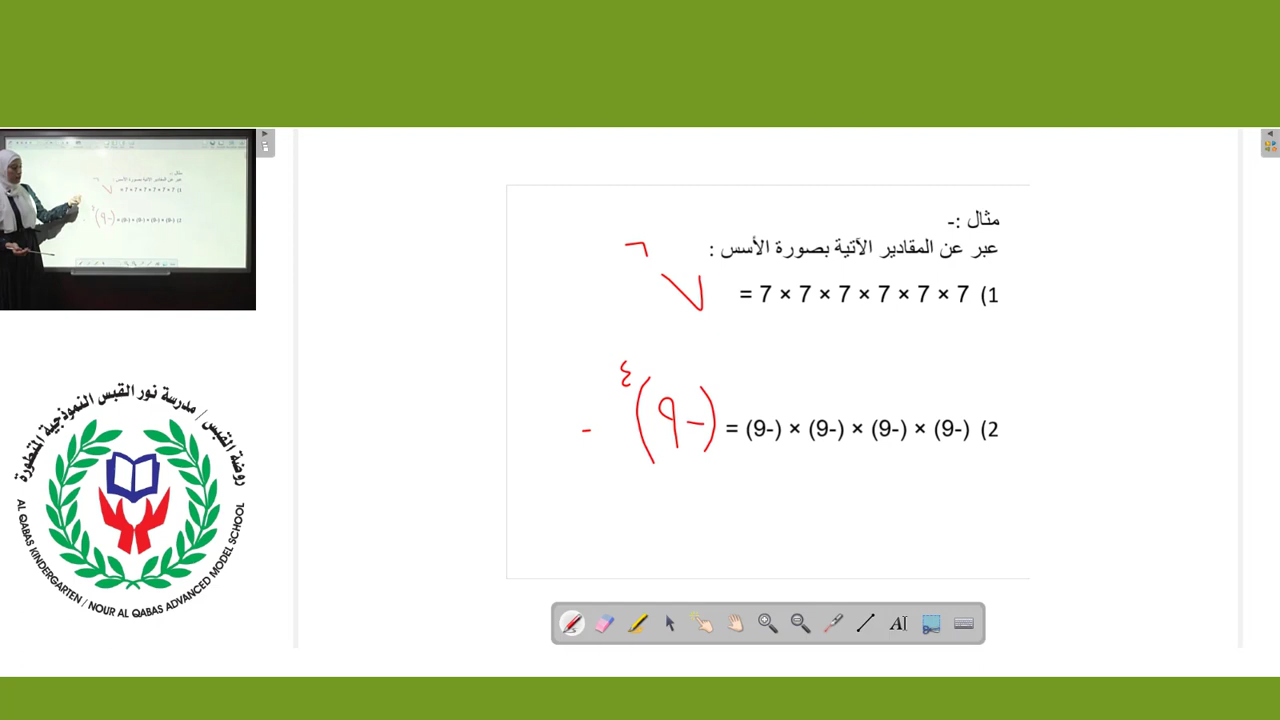 مثال :-
عبر عن المقادير الآتية بصورة الأسس :
1) 7 × 7 × 7 × 7 × 7 × 7 = ٧ ٦
2) (-9) × (-9) × (-9) × (-9) = (-٩) ٤ -
روضة القبس / مدرسة نور القبس النموذجية المتطورة
AL QABAS KINDERGARTEN / NOUR AL QABAS ADVANCED MODEL SCHOOL
AI